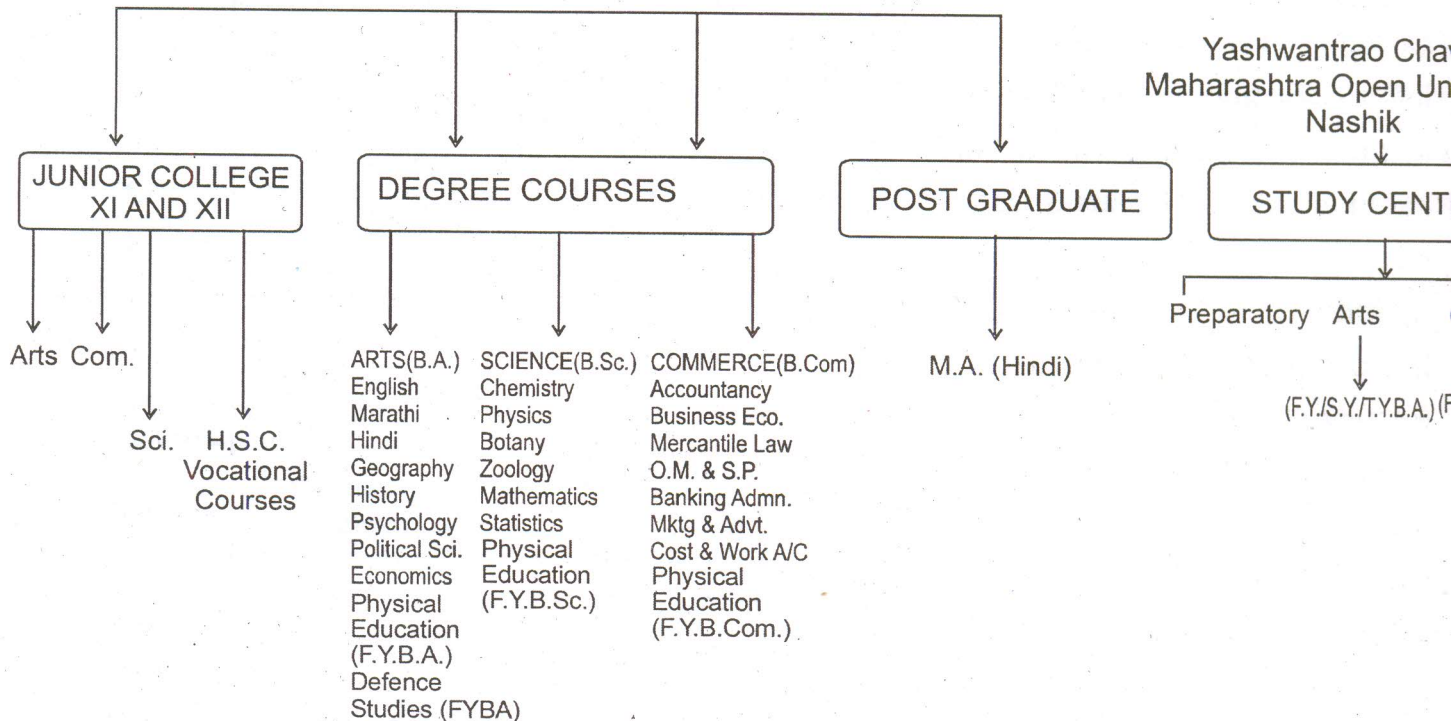 Yashwantrao
Maharashtra Open
Nashik
JUNIOR COLLEGE
XI AND XII
DEGREE COURSES
POST GRADUATE
STUDY
Arts Com.
Sci. H.S.C.
Vocational
Courses
ARTS(B.A.)
English
Marathi
Hindi
Geography
History
Psychology
Political Sci.
Economics
Physical
Education
(F.Y.B.A.)
Defence
Studies (FYBA)
SCIENCE(B.Sc.)
Chemistry
Physics
Botany
Zoology
Mathematics
Statistics
Physical
Education
(F.Y.B.Sc.)
COMMERCE(B.Com)
Accountancy
Business Eco.
Mercantile Law
O.M. & S.P.
Banking Admn.
Mktg & Advt.
Cost & Work A/C
Physical
Education
(F.Y.B.Com.)
M.A. (Hindi)
Preparatory Arts
(F.Y./S.Y./T.Y.B.A.)